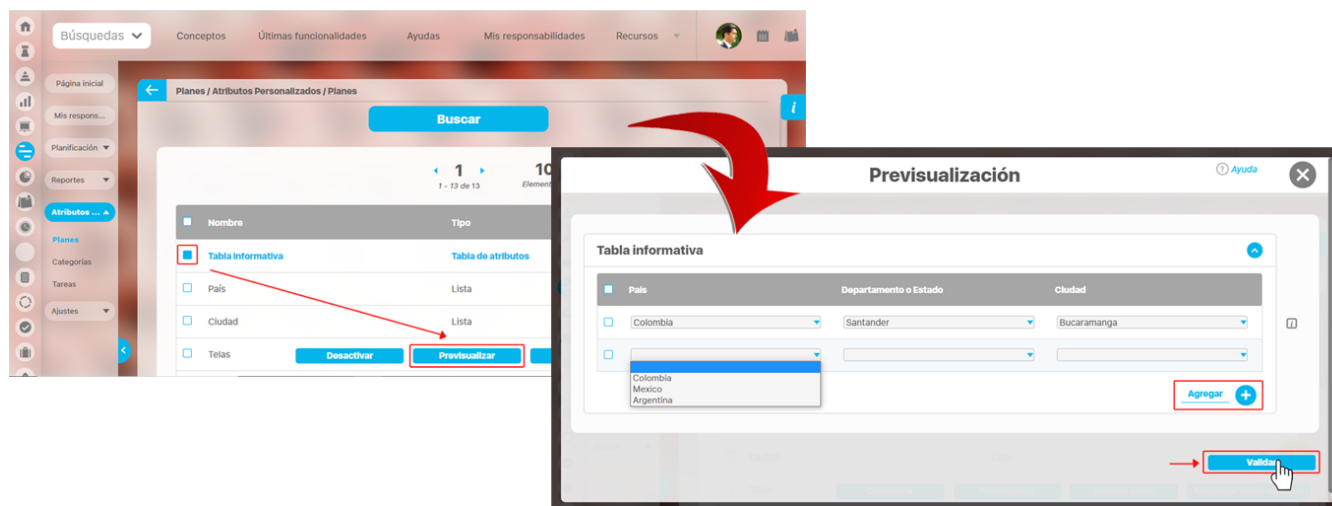 Búsquedas
Conceptos
Últimas funcionalidades
Ayudas
Mis responsabilidades
Recursos
Página inicial
Mis respons...
Planificación
Reportes
Atributos ...
Planes
Categorías
Tareas
Ajustes
Planes / Atributos Personalizados / Planes
i
Buscar
1
1 - 13 de 13
10
Element
Nombre
Tipo
Tabla informativa
Tabla de atributos
País
Lista
Ciudad
Lista
Telas
Desactivar
Previsualizar
Previsualización
? Ayuda
Tabla informativa
País
Departamento o Estado
Ciudad
Colombia
Santander
Bucaramanga
i
Colombia
Mexico
Argentina
Agregar
Validar